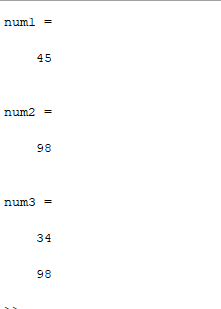 num1 =
45
num2 =
98
num3 =
34
98
>>